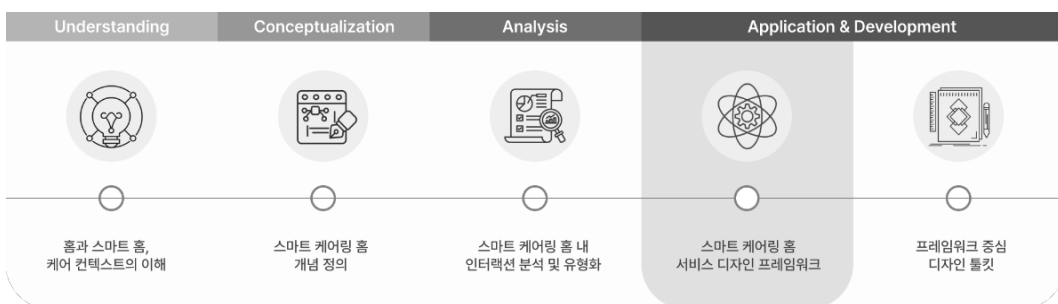 Understanding
Conceptualization
Analysis
Application & Development
홈과 스마트 홈,
케어 컨텍스트의 이해
스마트 케어링 홈
개념 정의
스마트 케어링 홈 내
인터랙션 분석 및 유형화
스마트 케어링 홈
서비스 디자인 프레임워크
프레임워크 중심
디자인 툴킷